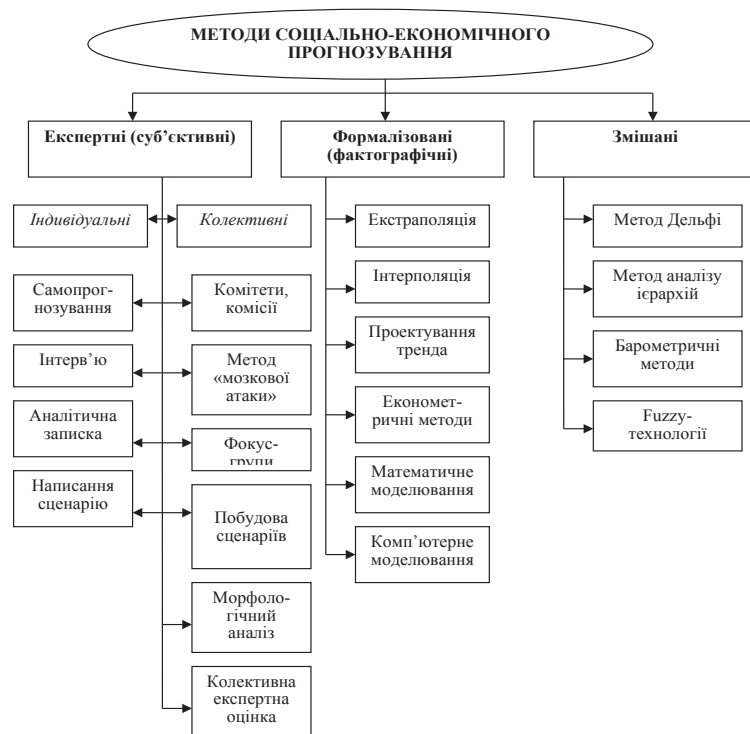 МЕТОДИ СОЦІАЛЬНО-ЕКОНОМІЧНОГО
ПРОГНОЗУВАННЯ
Експертні (суб’єктивні)
Формалізовані
(фактографічні)
Змішані
Індивідуальні
Колективні
Самопрог-
нозування
Інтерв’ю
Аналітична
записка
Написання
сценарію
Комітети,
комісії
Метод
«мозкової
атаки»
Фокус-
групи
Побудова
сценаріїв
Морфоло-
гічний
аналіз
Колективна
експертна
оцінка
Екстраполяція
Інтерполяція
Проектування
тренда
Економет-
ричні методи
Математичне
моделювання
Комп’ютерне
моделювання
Метод Дельфі
Метод аналізу
ієрархій
Барометричні
методи
Fuzzy-
технології